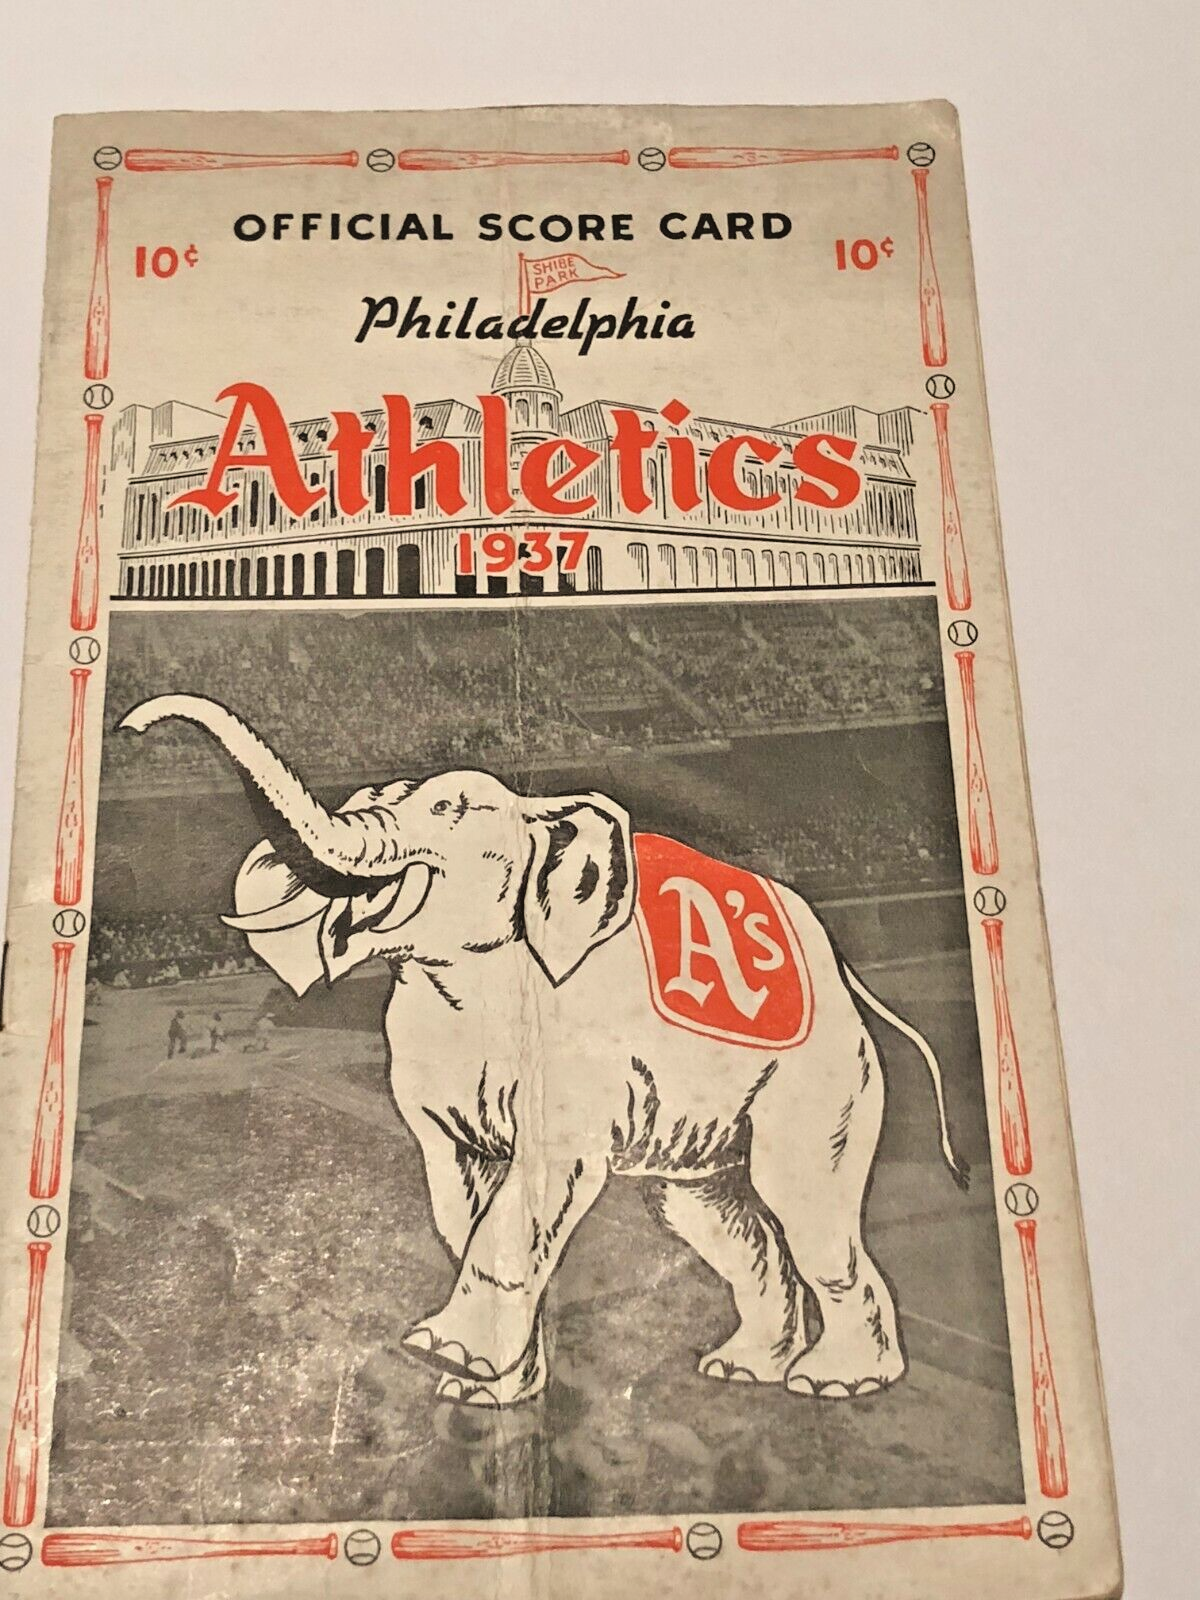 OFFICIAL SCORE CARD
10¢ 10¢
SHIBE
PARK
Philadelphia
Athletics
1937
A's